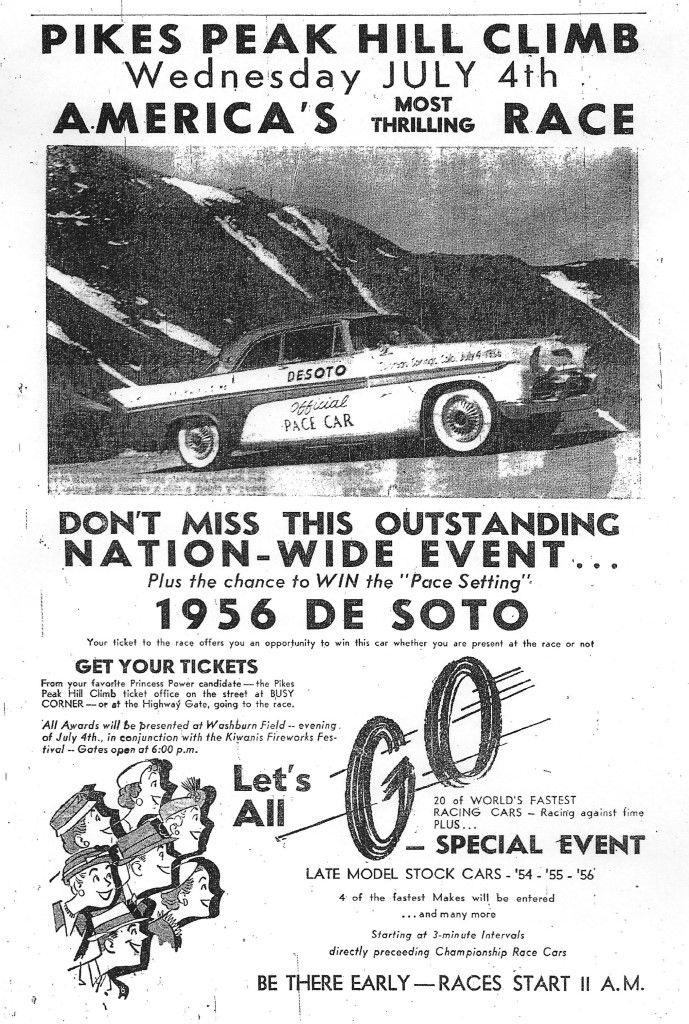 PIKES PEAK HILL CLIMB
Wednesday JULY 4th
AMERICA'S MOST THRILLING RACE
DESOTO
Colo. July 4-1956
Official
PACE CAR
DON'T MISS THIS OUTSTANDING
NATION-WIDE EVENT...
Plus the chance to WIN the "Pace Setting"
1956 DE SOTO
Your ticket to the race offers you an opportunity to win this car whether you are present at the race or not
GET YOUR TICKETS
From your favorite Princess Power candidate — the Pikes
Peak Hill Climb ticket office on the street at BUSY
CORNER — or at the Highway Gate, going to the race.
All Awards will be presented at Washburn Field -- evening
of July 4th., in conjunction with the Kiwanis Fireworks Fes-
tival -- Gates open at 6:00 p.m.
Let's
All
GO
20 of WORLD'S FASTEST
RACING CARS — Racing against time
PLUS...
— SPECIAL EVENT
LATE MODEL STOCK CARS - '54 - '55 - '56
4 of the fastest Makes will be entered
...and many more
Starting at 3-minute Intervals
directly preceeding Championship Race Cars
BE THERE EARLY — RACES START 11 A.M.